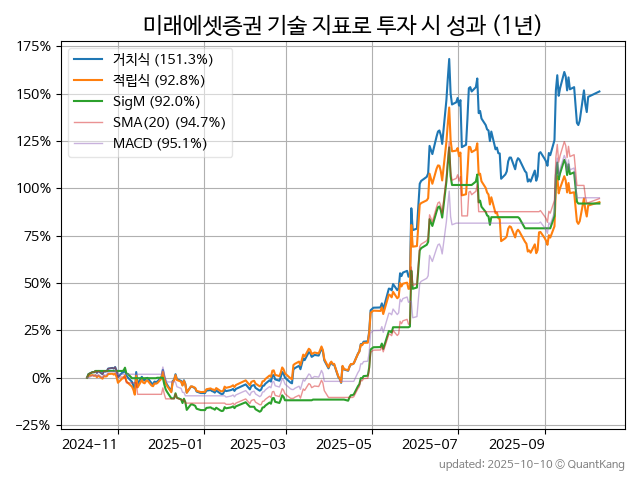 미래에셋증권 기술 지표로 투자 시 성과 (1년)
175%
150%
125%
100%
75%
50%
25%
0%
−25%
거치식 (151.3%)
적립식 (92.8%)
SigM (92.0%)
SMA(20) (94.7%)
MACD (95.1%)
2024-11 2025-01 2025-03 2025-05 2025-07 2025-09
updated: 2025-10-10 © QuantKang